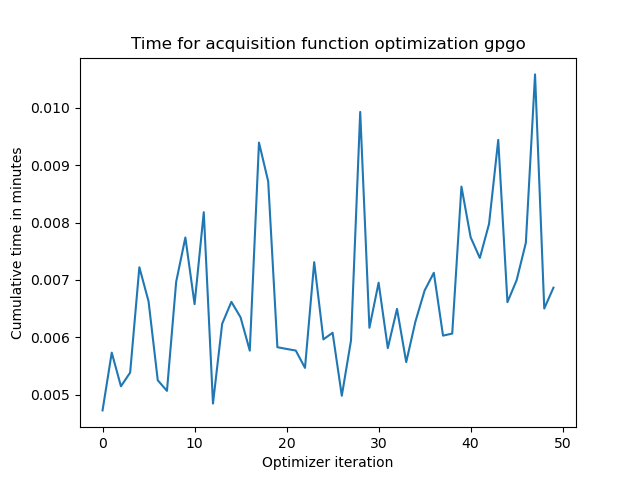 Time for acquisition function optimization gpgo
Cumulative time in minutes
0.010
0.009
0.008
0.007
0.006
0.005
0 10 20 30 40 50
Optimizer iteration